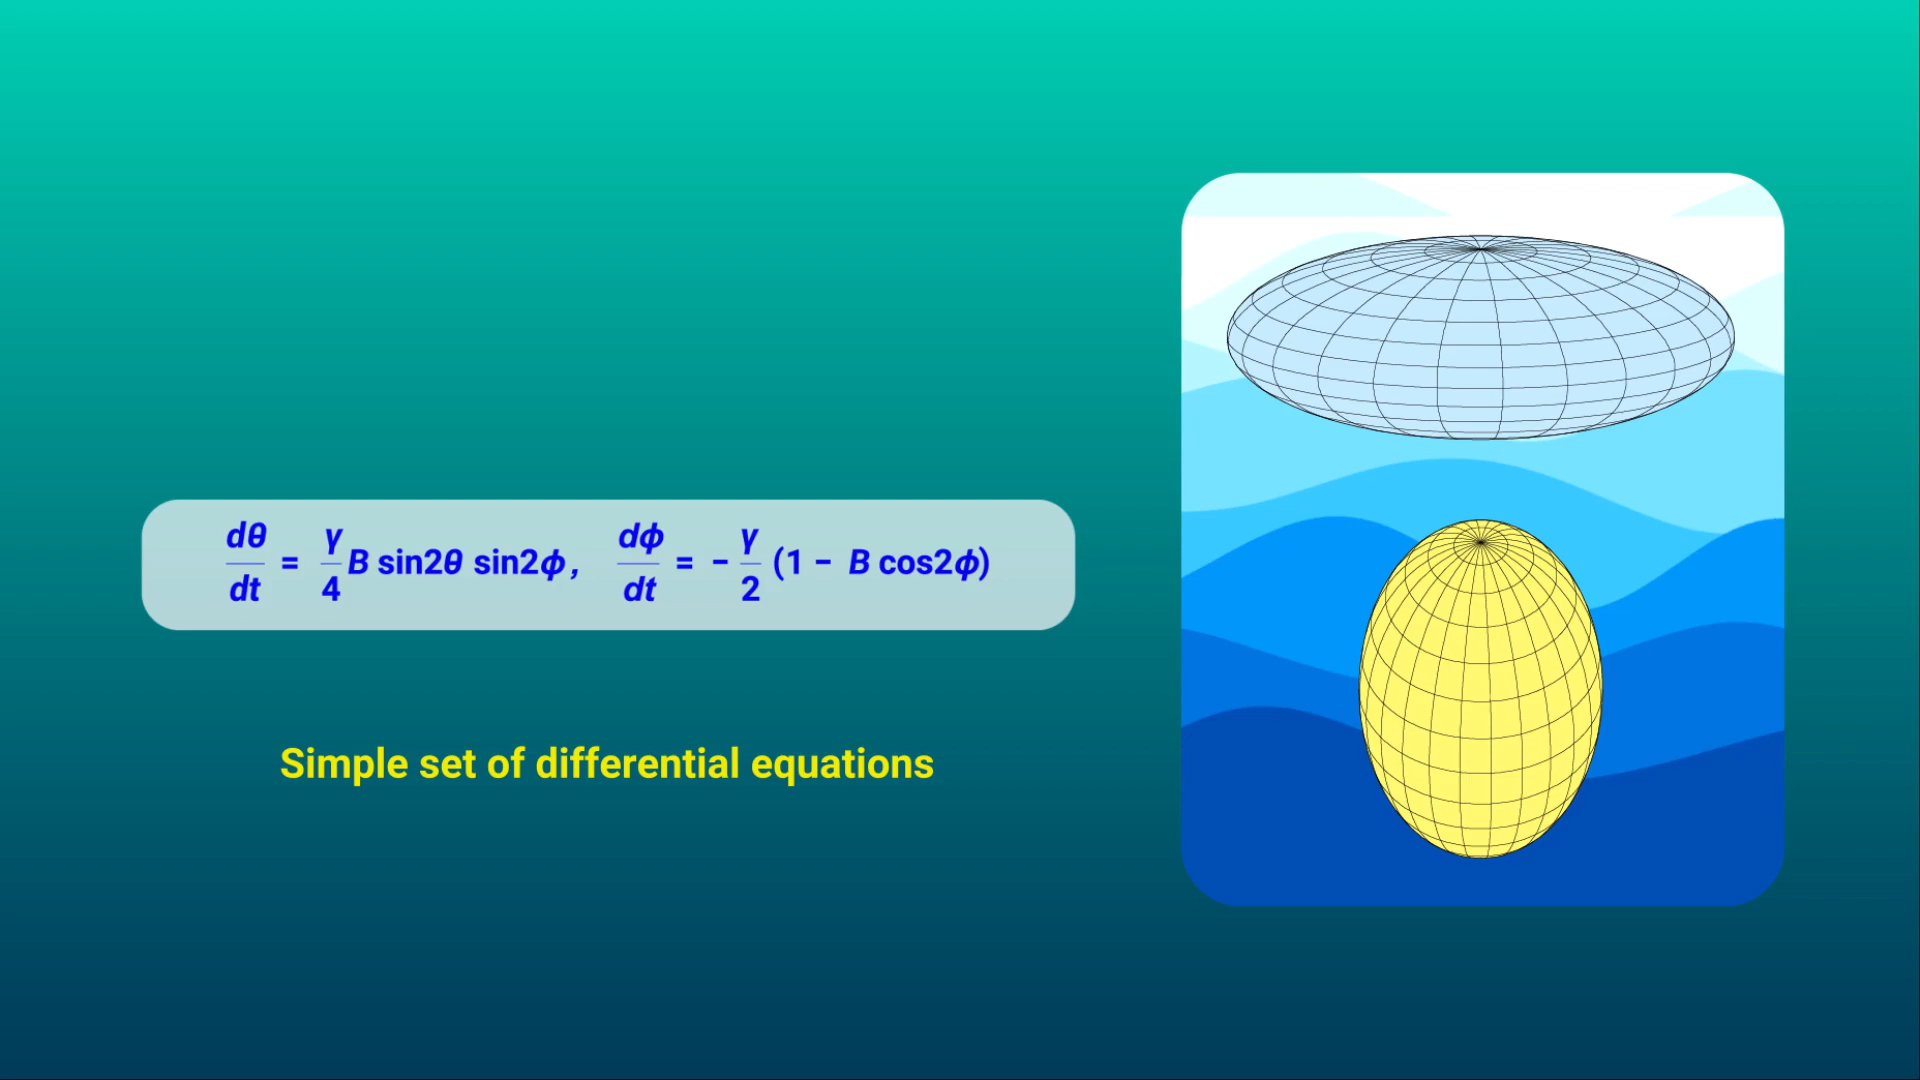 dθ/dt = γ/4 B sin2θ sin2ϕ, dϕ/dt = − γ/2 (1 − B cos2ϕ)
Simple set of differential equations